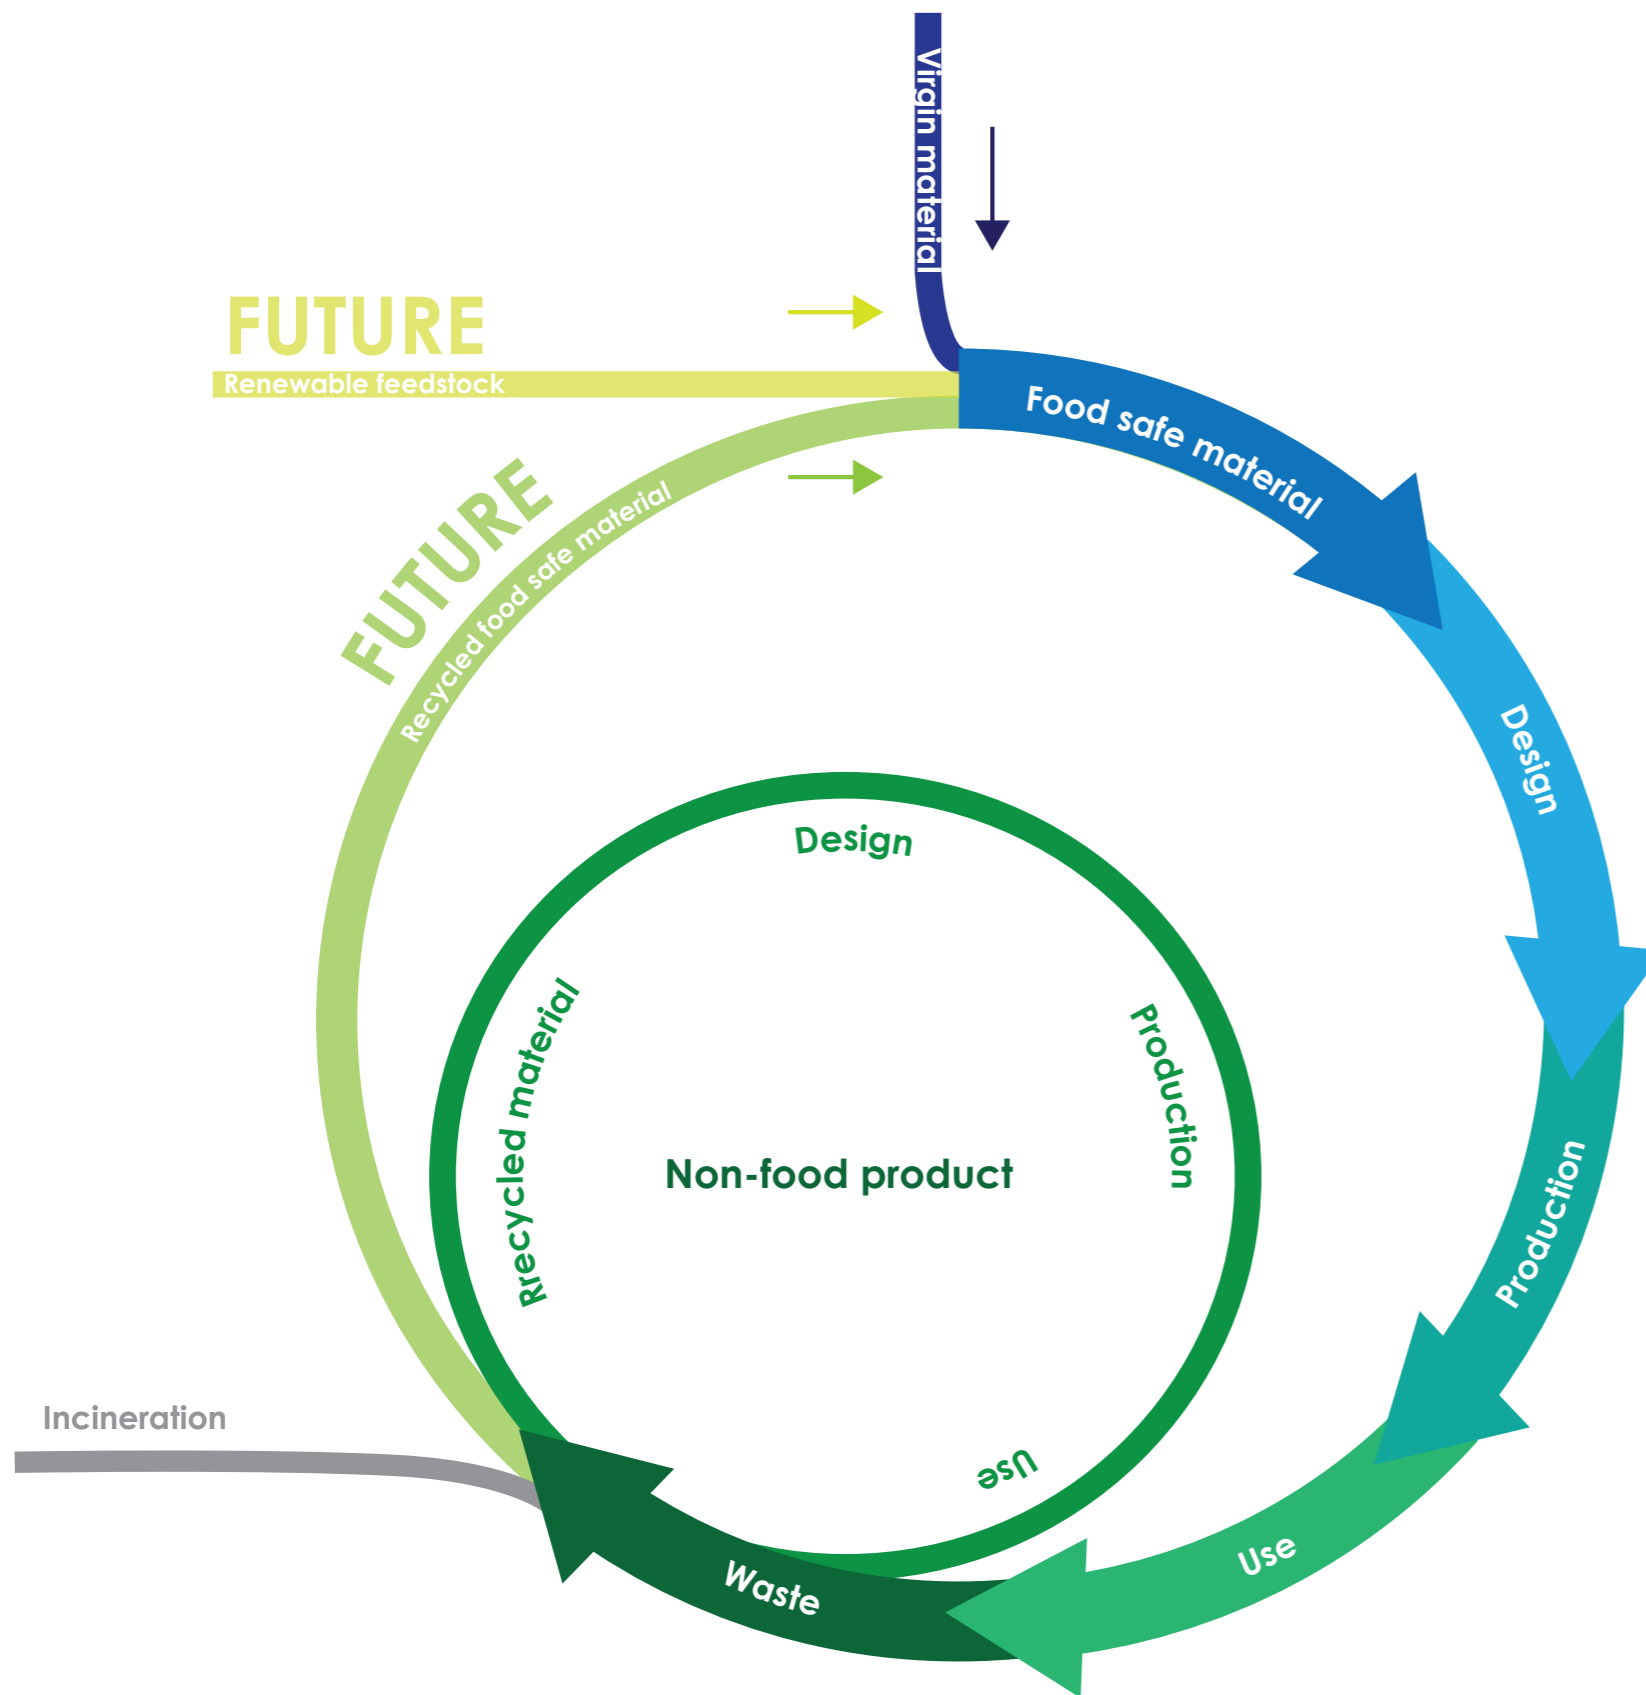 Virgin material
FUTURE
Renewable feedstock
Food safe material
FUTURE
Recycled food safe material
Design
Design
Production
Rrecycled material
Non-food product
Production
Incineration
Use
Use
Waste